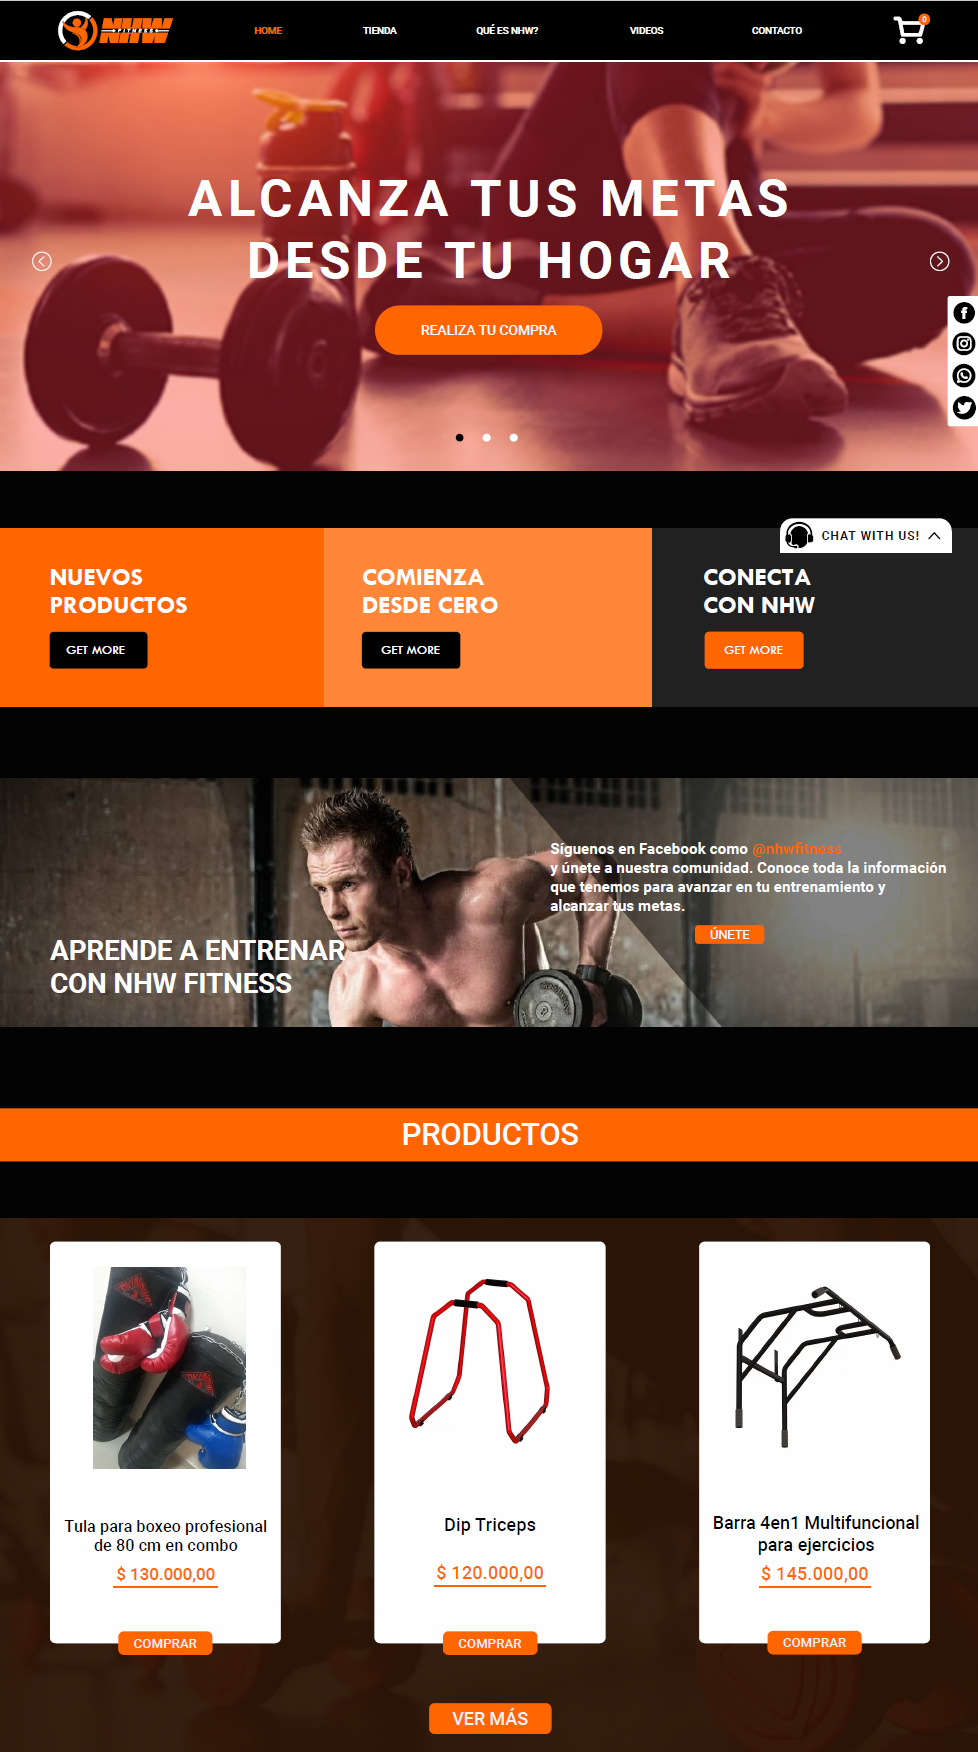 NHW
FITNESS
HOME
TIENDA
QUÉ ES NHW?
VIDEOS
CONTACTO
0
ALCANZA TUS METAS
DESDE TU HOGAR
REALIZA TU COMPRA
CHAT WITH US!
NUEVOS
PRODUCTOS
GET MORE
COMIENZA
DESDE CERO
GET MORE
CONECTA
CON NHW
GET MORE
APRENDE A ENTRENAR
CON NHW FITNESS
Síguenos en Facebook como @nhwfitness
y únete a nuestra comunidad. Conoce toda la información
que tenemos para avanzar en tu entrenamiento y
alcanzar tus metas.
ÚNETE
PRODUCTOS
Tula para boxeo profesional
de 80 cm en combo
$ 130.000,00
COMPRAR
Dip Triceps
$ 120.000,00
COMPRAR
Barra 4en1 Multifuncional
para ejercicios
$ 145.000,00
COMPRAR
VER MÁS